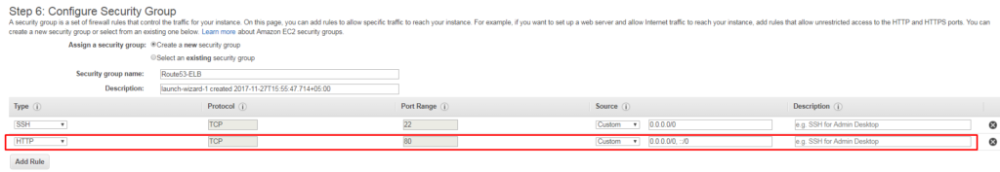 Step 6: Configure Security Group
A security group is a set of firewall rules that control the traffic for your instance. On this page, you can add rules to allow specific traffic to reach your instance. For example, if you want to set up a web server and allow Internet traffic to reach your instance, add rules that allow unrestricted access to the HTTP and HTTPS ports. You can
create a new security group or select from an existing one below. Learn more about Amazon EC2 security groups.
Assign a security group: Create a new security group
Select an existing security group
Security group name: Route53-ELB
Description: launch-wizard-1 created 2017-11-27T15:55:47.714+05:00
Type Protocol Port Range Source Description
SSH TCP 22 Custom 0.0.0.0/0 e.g. SSH for Admin Desktop
HTTP TCP 80 Custom 0.0.0.0/0, ::/0 e.g. SSH for Admin Desktop
Add Rule